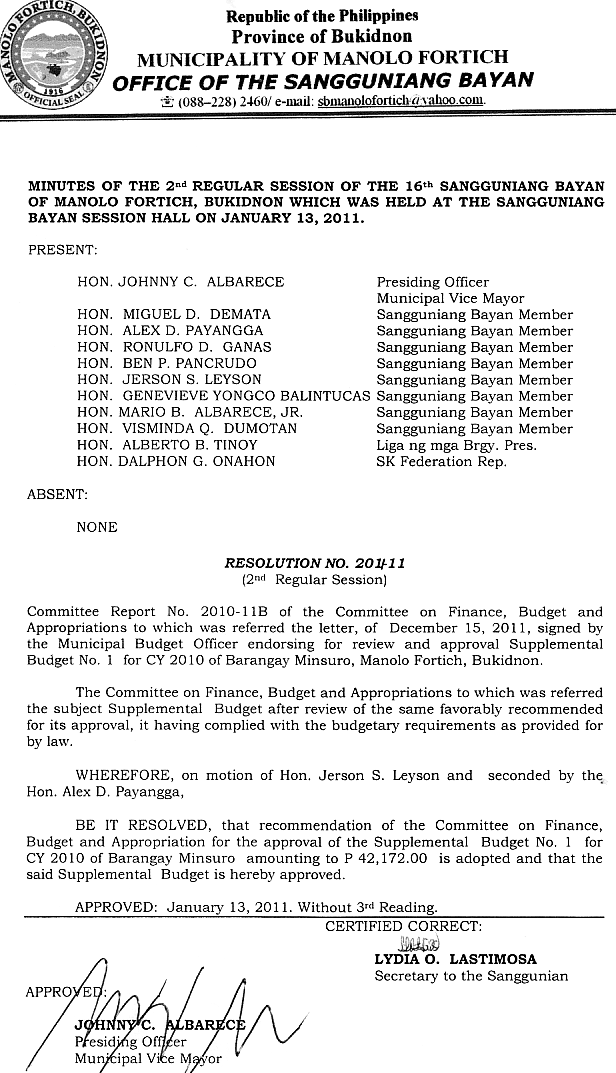 MANOLO FORTICH, BUKIDNON
1916
OFFICIAL SEAL
Republic of the Philippines
Province of Bukidnon
MUNICIPALITY OF MANOLO FORTICH
OFFICE OF THE SANGGUNIANG BAYAN
(088–228) 2460/ e-mail: sbmanolofortich@yahoo.com.
MINUTES OF THE 2nd REGULAR SESSION OF THE 16th SANGGUNIANG BAYAN
OF MANOLO FORTICH, BUKIDNON WHICH WAS HELD AT THE SANGGUNIANG
BAYAN SESSION HALL ON JANUARY 13, 2011.
PRESENT:
HON. JOHNNY C. ALBARECE Presiding Officer
Municipal Vice Mayor
HON. MIGUEL D. DEMATA Sangguniang Bayan Member
HON. ALEX D. PAYANGGA Sangguniang Bayan Member
HON. RONULFO D. GANAS Sangguniang Bayan Member
HON. BEN P. PANCRUDO Sangguniang Bayan Member
HON. JERSON S. LEYSON Sangguniang Bayan Member
HON. GENEVIEVE YONGCO BALINTUCAS Sangguniang Bayan Member
HON. MARIO B. ALBARECE, JR. Sangguniang Bayan Member
HON. VISMINDA Q. DUMOTAN Sangguniang Bayan Member
HON. ALBERTO B. TINOY Liga ng mga Brgy. Pres.
HON. DALPHON G. ONAHON SK Federation Rep.
ABSENT:
NONE
RESOLUTION NO. 2011-11
(2nd Regular Session)
Committee Report No. 2010-11B of the Committee on Finance, Budget and
Appropriations to which was referred the letter, of December 15, 2011, signed by
the Municipal Budget Officer endorsing for review and approval Supplemental
Budget No. 1 for CY 2010 of Barangay Minsuro, Manolo Fortich, Bukidnon.
The Committee on Finance, Budget and Appropriations to which was referred
the subject Supplemental Budget after review of the same favorably recommended
for its approval, it having complied with the budgetary requirements as provided for
by law.
WHEREFORE, on motion of Hon. Jerson S. Leyson and seconded by the
Hon. Alex D. Payangga,
BE IT RESOLVED, that recommendation of the Committee on Finance,
Budget and Appropriation for the approval of the Supplemental Budget No. 1 for
CY 2010 of Barangay Minsuro amounting to P 42,172.00 is adopted and that the
said Supplemental Budget is hereby approved.
APPROVED: January 13, 2011. Without 3rd Reading.
CERTIFIED CORRECT:
LYDIA O. LASTIMOSA
Secretary to the Sanggunian
APPROVED:
JOHNNY C. ALBARECE
Presiding Officer
Municipal Vice Mayor